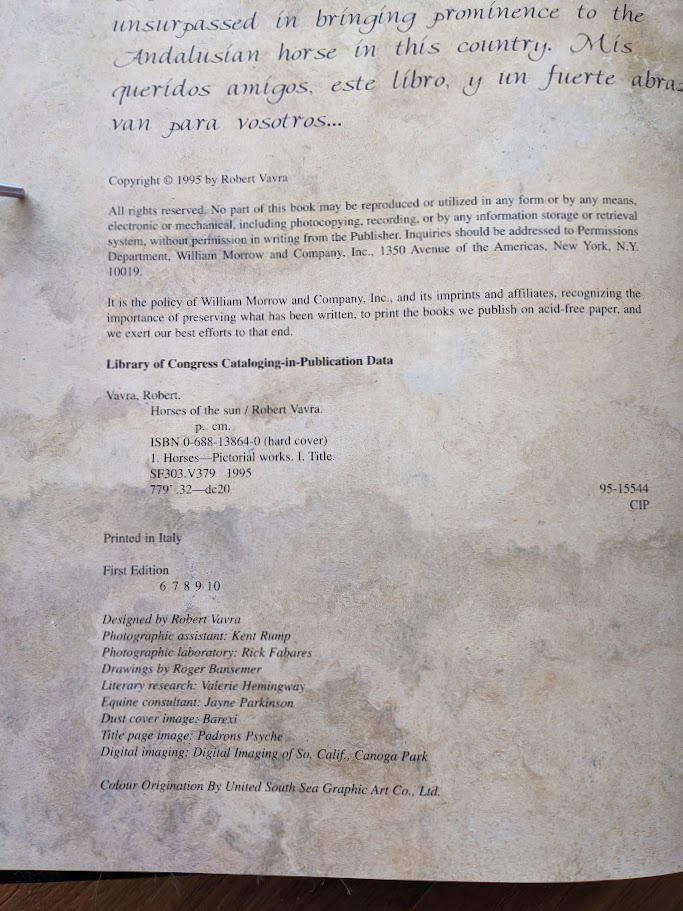 unsurpassed in bringing prominence to the
Andalusian horse in this country. Mis
queridos amigos, este libro, y un fuerte abraz
van para vosotros...
Copyright © 1995 by Robert Vavra
All rights reserved. No part of this book may be reproduced or utilized in any form or by any means,
electronic or mechanical, including photocopying, recording, or by any information storage or retrieval
system, without permission in writing from the Publisher. Inquiries should be addressed to Permissions
Department, William Morrow and Company, Inc., 1350 Avenue of the Americas, New York, N.Y.
10019.
It is the policy of William Morrow and Company, Inc., and its imprints and affiliates, recognizing the
importance of preserving what has been written, to print the books we publish on acid-free paper, and
we exert our best efforts to that end.
Library of Congress Cataloging-in-Publication Data
Vavra, Robert.
Horses of the sun / Robert Vavra.
p. cm.
ISBN 0-688-13864-0 (hard cover)
1. Horses—Pictorial works. I. Title.
SF303.V379 1995
779'.32—dc20
95-15544
CIP
Printed in Italy
First Edition
6 7 8 9 10
Designed by Robert Vavra
Photographic assistant: Kent Rump
Photographic laboratory: Rick Fabares
Drawings by Roger Bansemer
Literary research: Valerie Hemingway
Equine consultant: Jayne Parkinson
Dust cover image: Barexi
Title page image: Padrons Psyche
Digital imaging: Digital Imaging of So. Calif., Canoga Park
Colour Origination By United South Sea Graphic Art Co., Ltd.